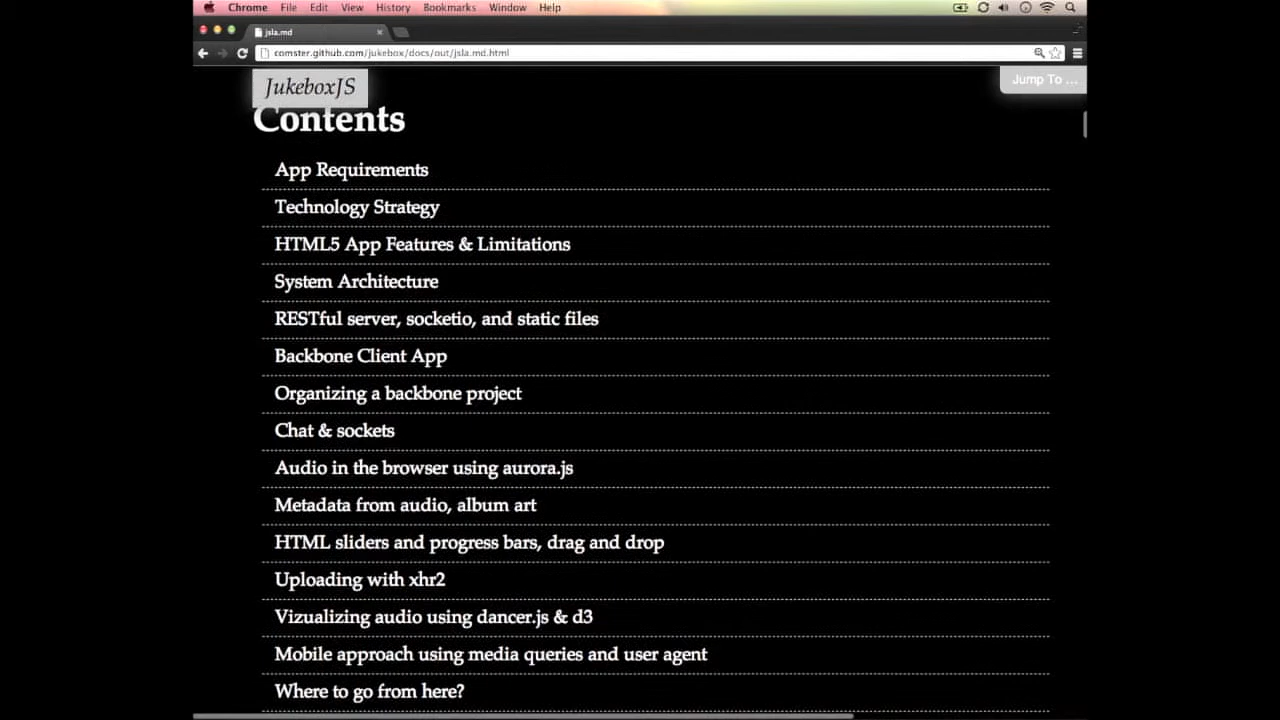 Chrome File Edit View History Bookmarks Window Help
jsla.md
comster.github.com/jukebox/docs/out/jsla.md.html
JukeboxJS
Jump To ...
Contents
App Requirements
Technology Strategy
HTML5 App Features & Limitations
System Architecture
RESTful server, socketio, and static files
Backbone Client App
Organizing a backbone project
Chat & sockets
Audio in the browser using aurora.js
Metadata from audio, album art
HTML sliders and progress bars, drag and drop
Uploading with xhr2
Vizualizing audio using dancer.js & d3
Mobile approach using media queries and user agent
Where to go from here?